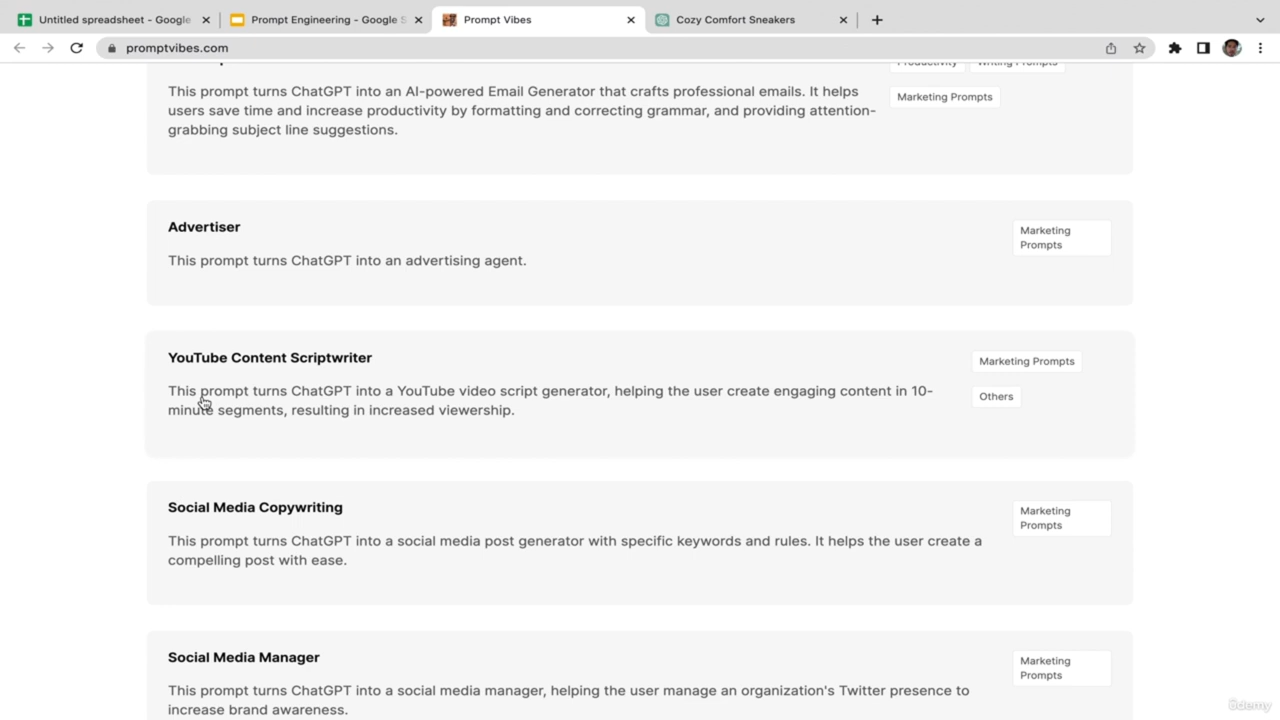 Untitled spreadsheet - Google
Prompt Engineering - Google S
Prompt Vibes
Cozy Comfort Sneakers
promptvibes.com
Productivity
Writing Prompts
This prompt turns ChatGPT into an AI-powered Email Generator that crafts professional emails. It helps
users save time and increase productivity by formatting and correcting grammar, and providing attention-
grabbing subject line suggestions.
Marketing Prompts
Advertiser
This prompt turns ChatGPT into an advertising agent.
Marketing
Prompts
YouTube Content Scriptwriter
This prompt turns ChatGPT into a YouTube video script generator, helping the user create engaging content in 10-
minute segments, resulting in increased viewership.
Marketing Prompts
Others
Social Media Copywriting
This prompt turns ChatGPT into a social media post generator with specific keywords and rules. It helps the user create a
compelling post with ease.
Marketing
Prompts
Social Media Manager
This prompt turns ChatGPT into a social media manager, helping the user manage an organization's Twitter presence to
increase brand awareness.
Marketing
Prompts
ûdemy